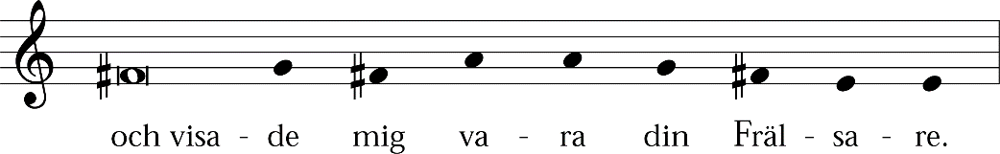 och visa - de mig va - ra din Fräl - sa - re.